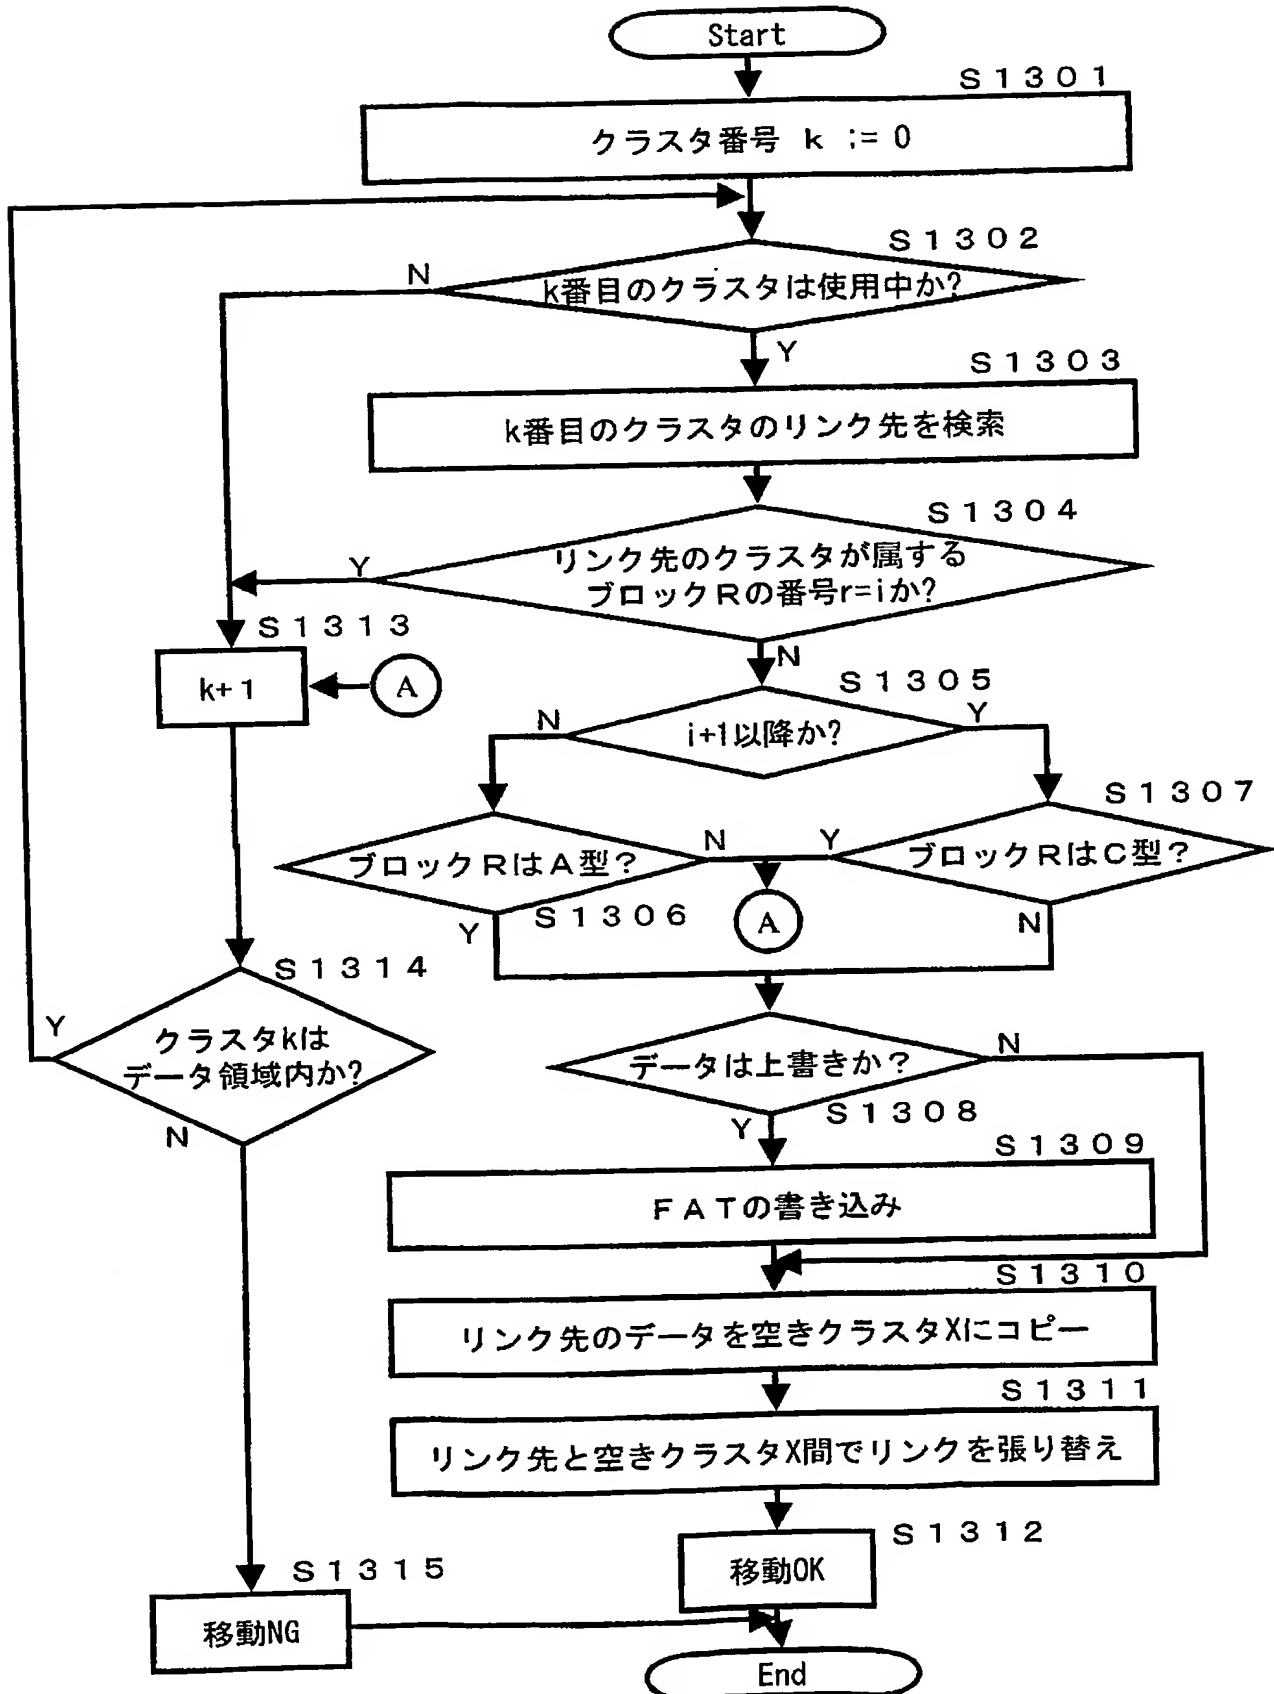 Start
S1301
クラスタ番号 k := 0
S1302
N
k番目のクラスタは使用中か?
Y
S1303
k番目のクラスタのリンク先を検索
S1304
Y
リンク先のクラスタが属する
ブロックRの番号r=iか?
S1313
N
k+1
A
S1305
N
i+1以降か?
Y
S1307
ブロックRはA型?
N
Y
ブロックRはC型?
S1306
Y
A
N
S1314
Y
クラスタkは
データ領域内か?
N
データは上書きか?
N
S1308
Y
S1309
FATの書き込み
S1310
リンク先のデータを空きクラスタXにコピー
S1311
リンク先と空きクラスタX間でリンクを張り替え
S1312
移動OK
S1315
移動NG
End